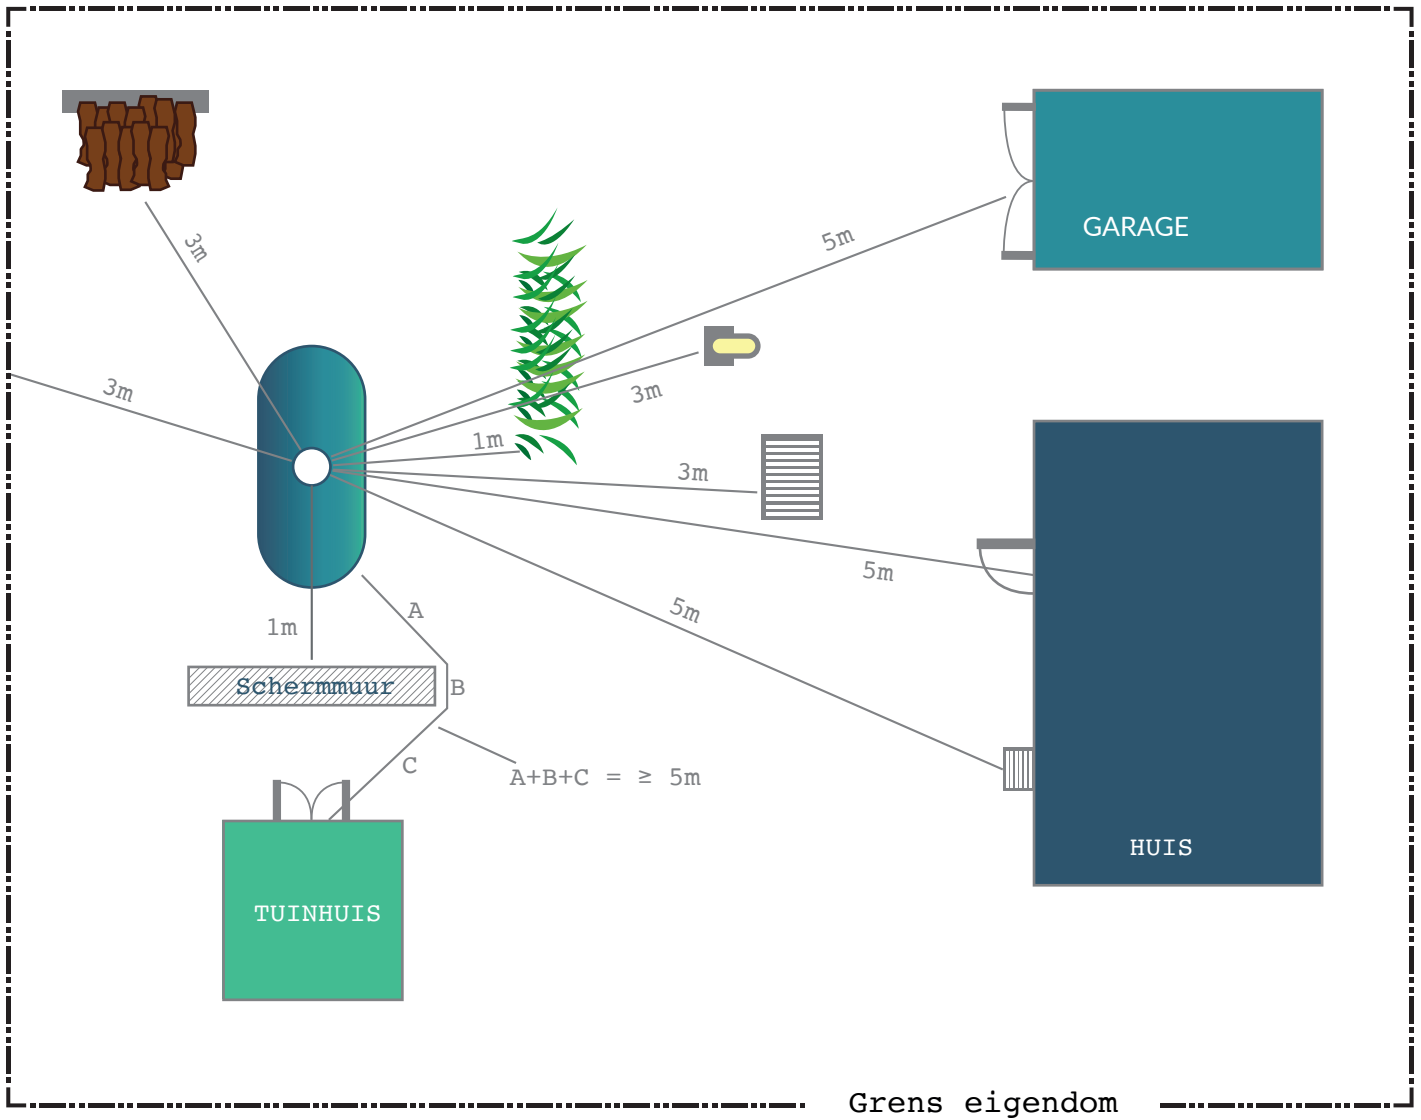 GARAGE
5m
3m
3m
3m
1m
3m
5m
5m
A
1m
Schermmuur
B
C
A+B+C = ≥ 5m
HUIS
TUINHUIS
Grens eigendom